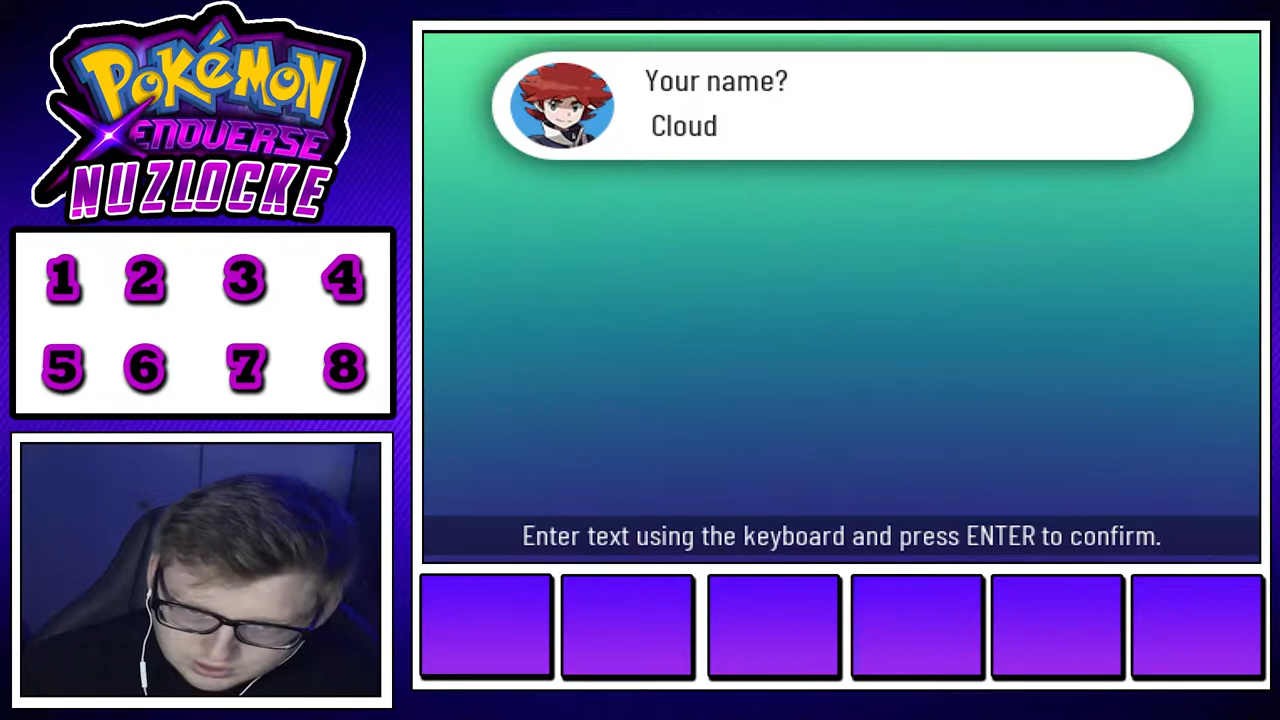 POKéMON
XENOVERSE
NUZLOCKE
1 2 3 4
5 6 7 8
Your name?
Cloud
Enter text using the keyboard and press ENTER to confirm.